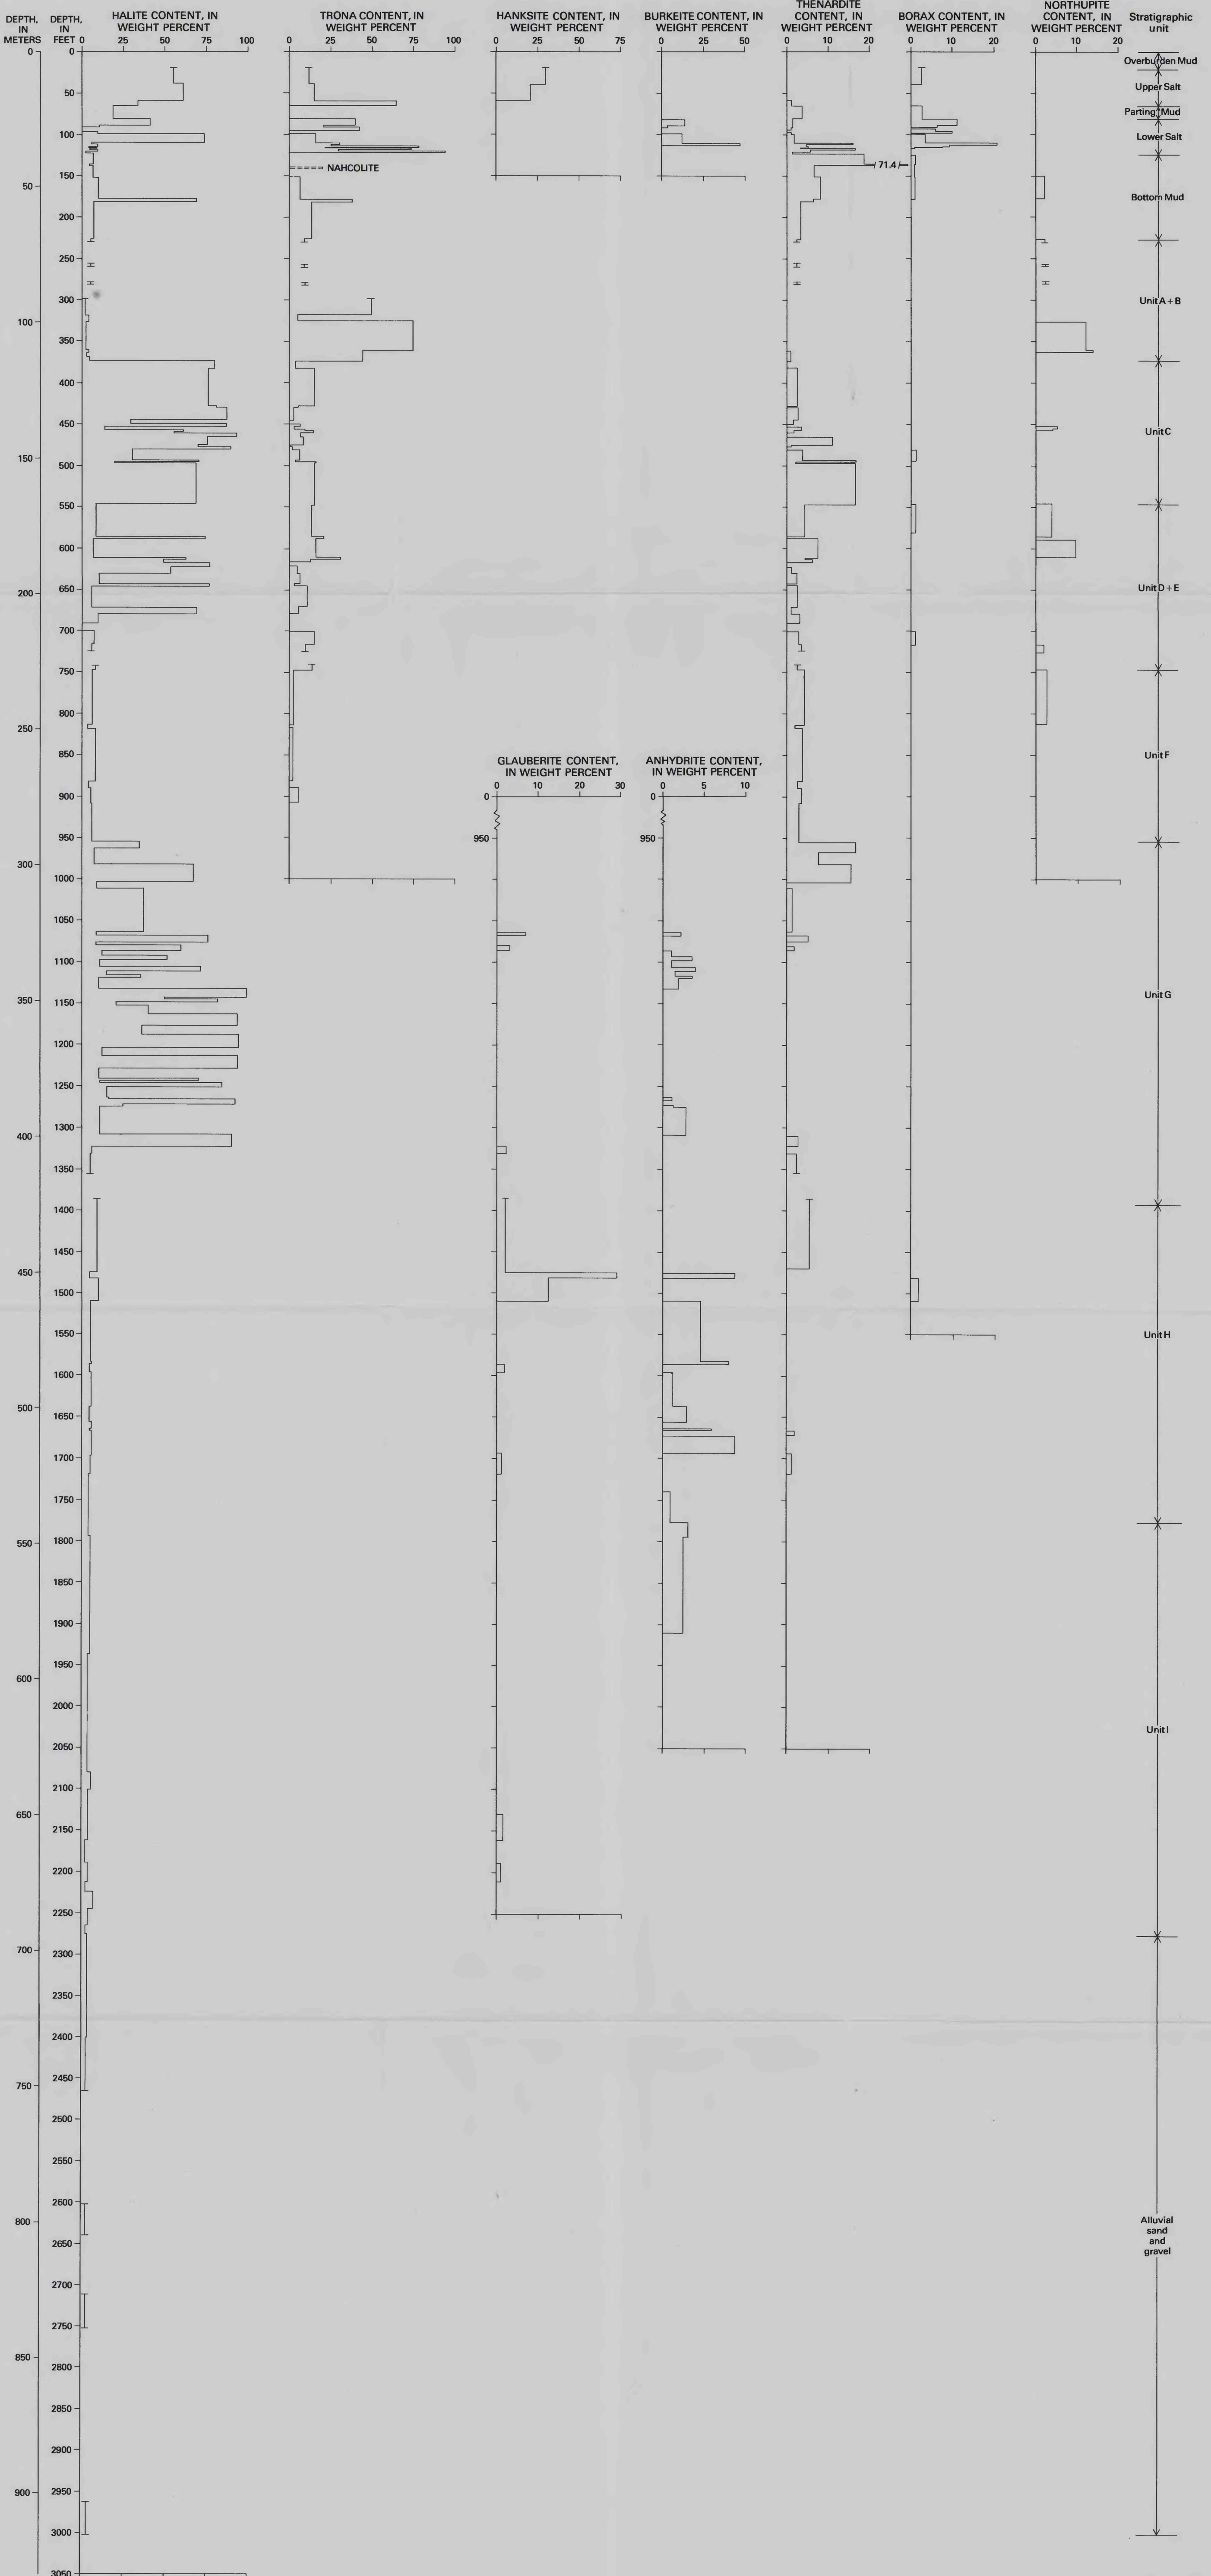 DEPTH,
IN
METERS
DEPTH,
IN
FEET
HALITE CONTENT, IN
WEIGHT PERCENT
0 25 50 75 100
TRONA CONTENT, IN
WEIGHT PERCENT
0 25 50 75 100
HANKSITE CONTENT, IN
WEIGHT PERCENT
0 25 50 75
BURKEITE CONTENT, IN
WEIGHT PERCENT
0 25 50
THENARDITE
CONTENT, IN
WEIGHT PERCENT
0 10 20
BORAX CONTENT, IN
WEIGHT PERCENT
0 10 20
NORTHUPITE
CONTENT, IN
WEIGHT PERCENT
0 10 20
Stratigraphic
unit
0
50
100
150
200
250
300
350
400
450
500
550
600
650
700
750
800
850
900
0
50
100
150
200
250
300
350
400
450
500
550
600
650
700
750
800
850
900
950
1000
1050
1100
1150
1200
1250
1300
1350
1400
1450
1500
1550
1600
1650
1700
1750
1800
1850
1900
1950
2000
2050
2100
2150
2200
2250
2300
2350
2400
2450
2500
2550
2600
2650
2700
2750
2800
2850
2900
2950
3000
3050
NAHCOLITE
71.4
GLAUBERITE CONTENT,
IN WEIGHT PERCENT
0 10 20 30
0
950
ANHYDRITE CONTENT,
IN WEIGHT PERCENT
0 5 10
0
950
Overburden Mud
Upper Salt
Parting Mud
Lower Salt
Bottom Mud
Unit A + B
Unit C
Unit D + E
Unit F
Unit G
Unit H
Unit I
Alluvial
sand
and
gravel